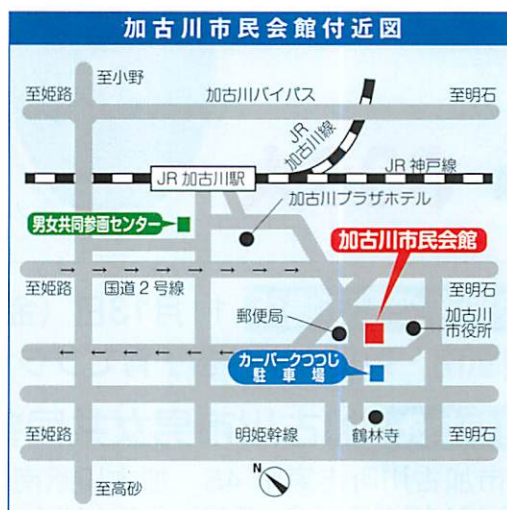 加古川市民会館付近図
至小野
至姫路
加古川バイパス
至明石
JR
加古川線
JR加古川駅
JR神戸線
加古川プラザホテル
男女共同参画センター
加古川市民会館
至姫路
国道2号線
至明石
郵便局
加古川
市役所
カーパークつつじ
駐車場
鶴林寺
至姫路
明姫幹線
至明石
N
至高砂